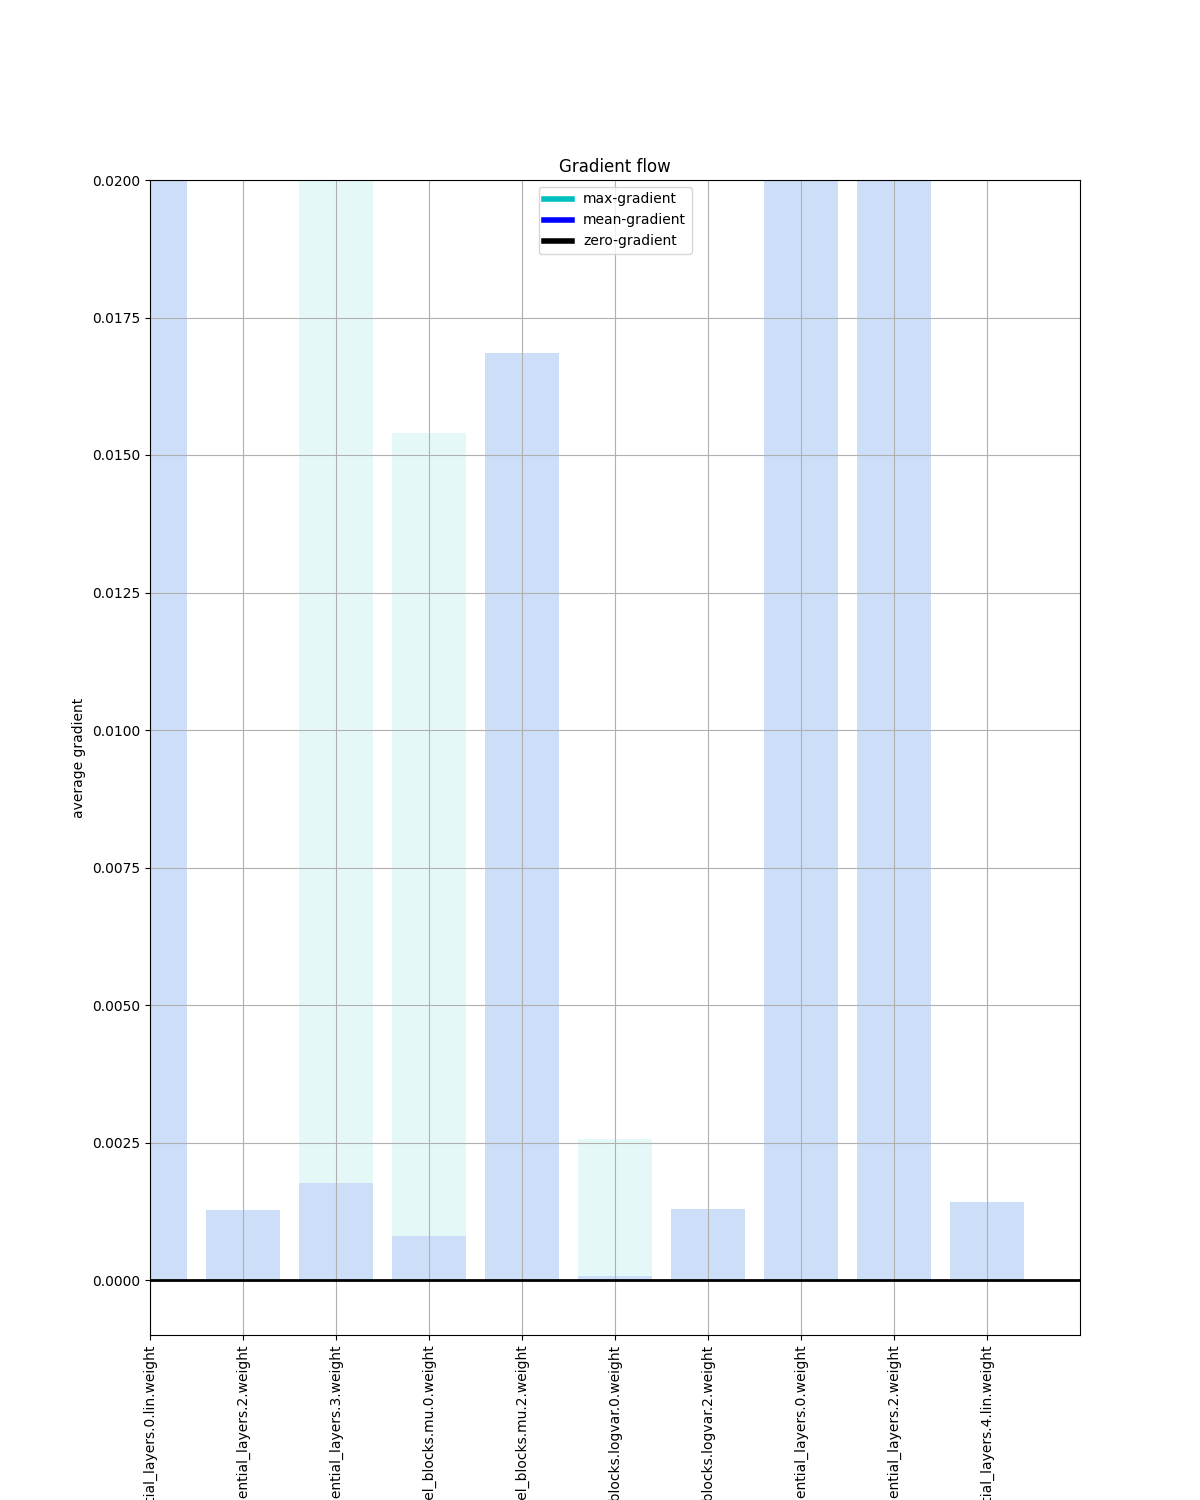 Gradient flow
max-gradient
mean-gradient
zero-gradient
0.0200
0.0175
0.0150
0.0125
0.0100
0.0075
0.0050
0.0025
0.0000
average gradient
tial_layers.0.lin.weight
ential_layers.2.weight
ential_layers.3.weight
el_blocks.mu.0.weight
el_blocks.mu.2.weight
blocks.logvar.0.weight
blocks.logvar.2.weight
ential_layers.0.weight
ential_layers.2.weight
tial_layers.4.lin.weight